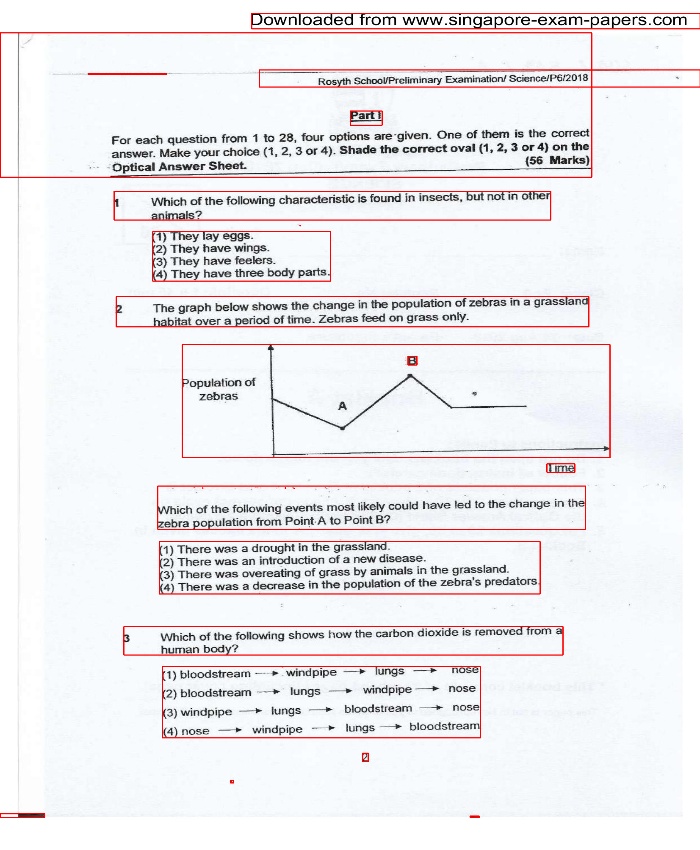 Downloaded from www.singapore-exam-papers.com
Rosyth School/Preliminary Examination/ Science/P6/2018
Part I
For each question from 1 to 28, four options are given. One of them is the correct
answer. Make your choice (1, 2, 3 or 4). Shade the correct oval (1, 2, 3 or 4) on the
Optical Answer Sheet. (56 Marks)
1 Which of the following characteristic is found in insects, but not in other
animals?
(1) They lay eggs.
(2) They have wings.
(3) They have feelers.
(4) They have three body parts.
2 The graph below shows the change in the population of zebras in a grassland
habitat over a period of time. Zebras feed on grass only.
B
Population of
zebras
A
Time
Which of the following events most likely could have led to the change in the
zebra population from Point A to Point B?
(1) There was a drought in the grassland.
(2) There was an introduction of a new disease.
(3) There was overeating of grass by animals in the grassland.
(4) There was a decrease in the population of the zebra's predators.
3 Which of the following shows how the carbon dioxide is removed from a
human body?
(1) bloodstream → windpipe → lungs → nose
(2) bloodstream → lungs → windpipe → nose
(3) windpipe → lungs → bloodstream → nose
(4) nose → windpipe → lungs → bloodstream
2